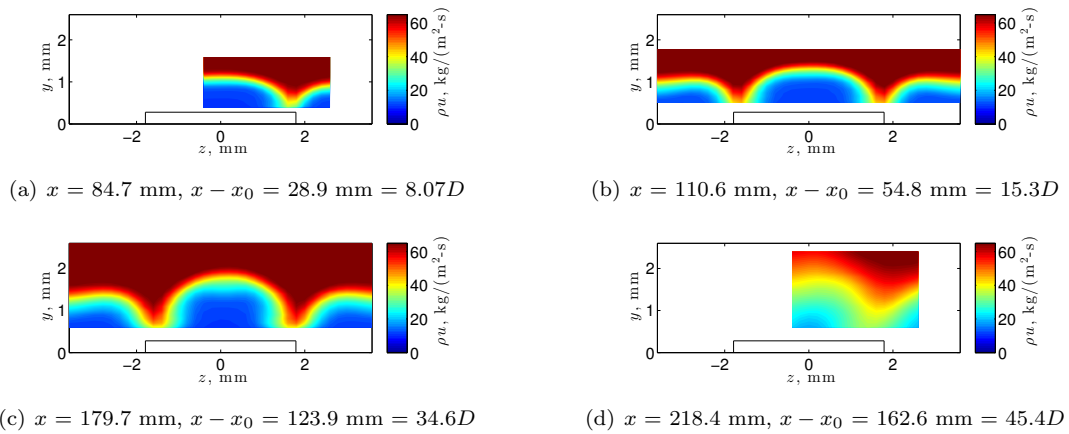 2
1
0
−2
0
2
z, mm
y, mm
60
40
20
0
ρu, kg/(m²-s)
(a) x = 84.7 mm, x − x₀ = 28.9 mm = 8.07D
2
1
0
−2
0
2
z, mm
y, mm
60
40
20
0
ρu, kg/(m²-s)
(b) x = 110.6 mm, x − x₀ = 54.8 mm = 15.3D
2
1
0
−2
0
2
z, mm
y, mm
60
40
20
0
ρu, kg/(m²-s)
(c) x = 179.7 mm, x − x₀ = 123.9 mm = 34.6D
2
1
0
−2
0
2
z, mm
y, mm
60
40
20
0
ρu, kg/(m²-s)
(d) x = 218.4 mm, x − x₀ = 162.6 mm = 45.4D